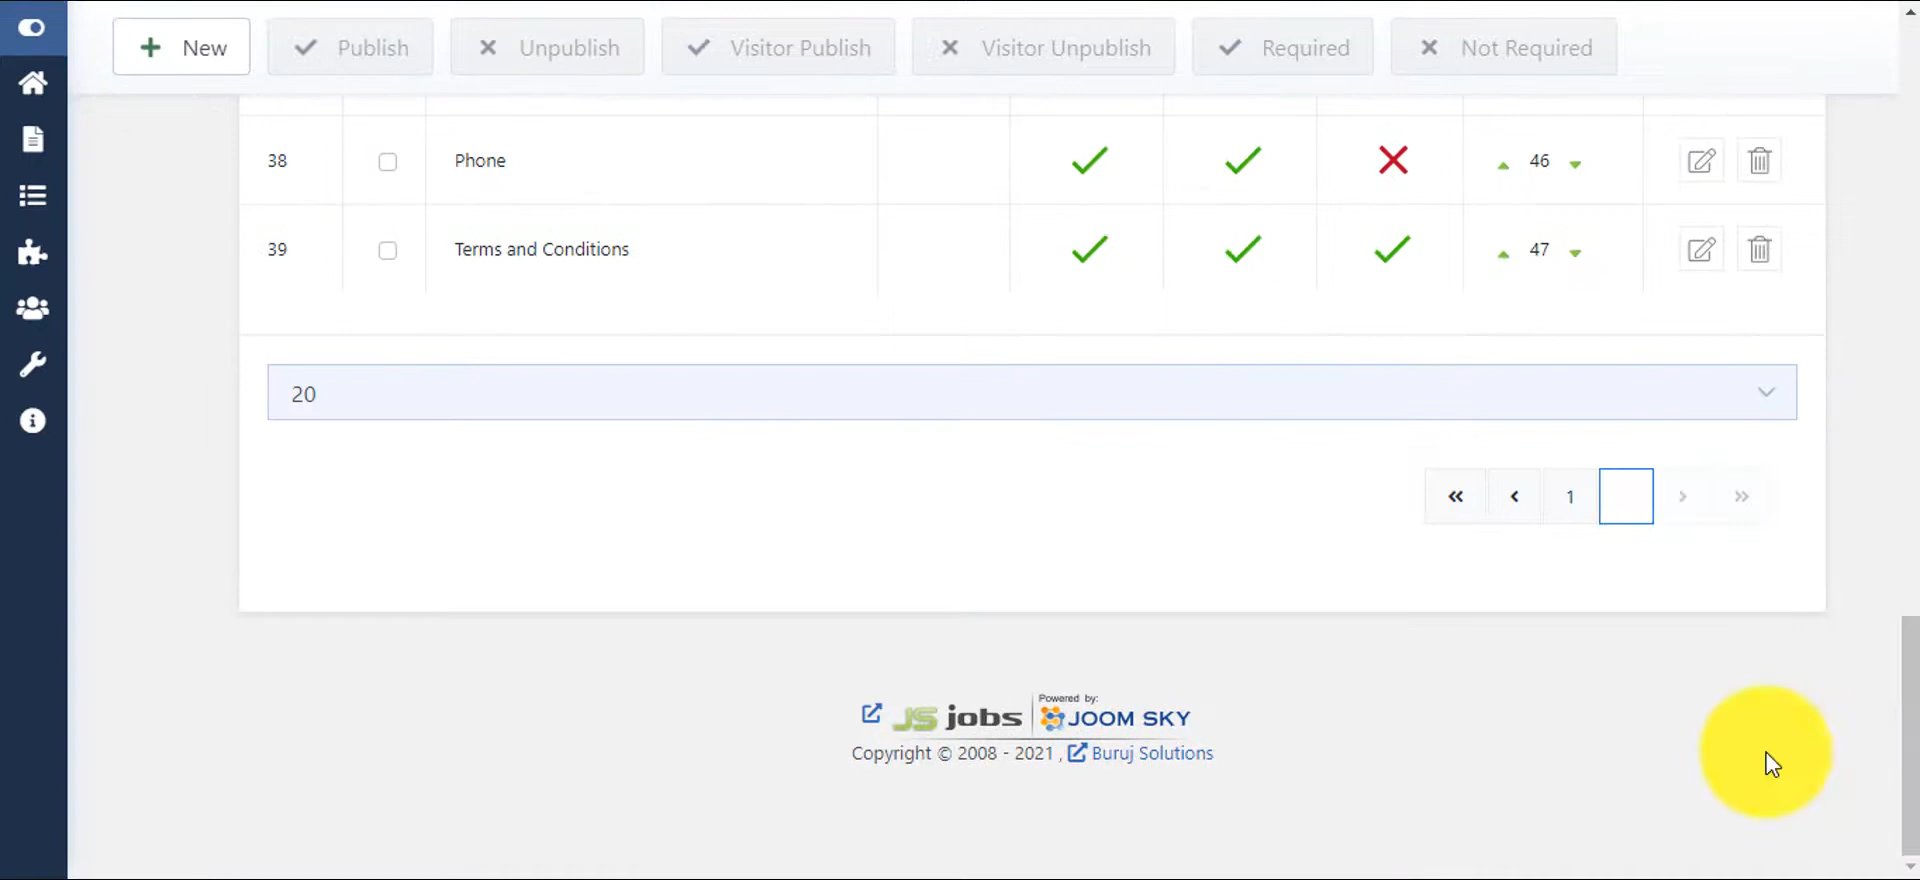 New Publish Unpublish Visitor Publish Visitor Unpublish Required Not Required
38 Phone 46
39 Terms and Conditions 47
20
« ‹ 1 › »
JS jobs Powered by: JOOM SKY
Copyright © 2008 - 2021 , Buruj Solutions